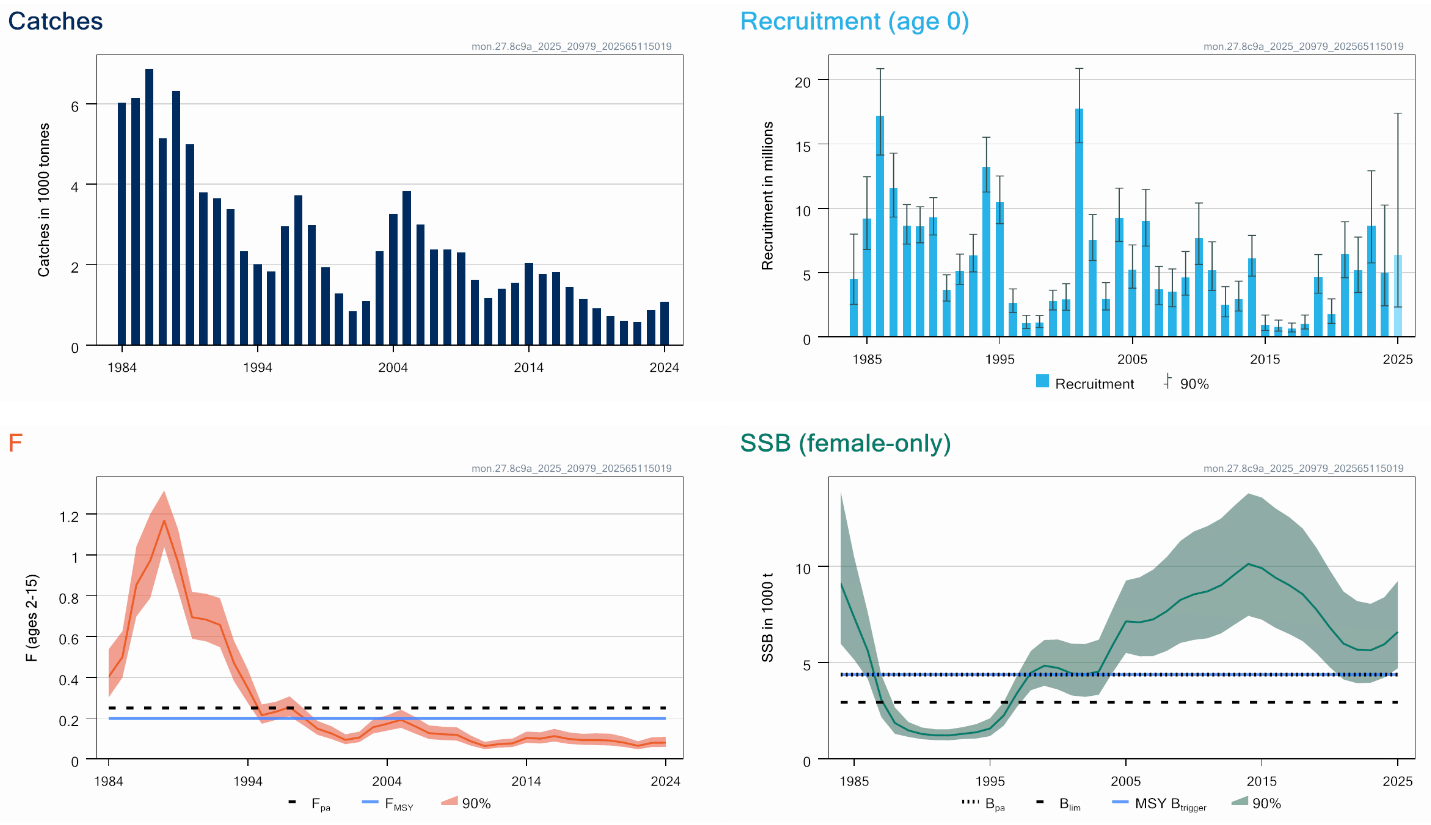 Catches
mon.27.8c9a_2025_20979_202565115019
Catches in 1000 tonnes
6
4
2
0
1984 1994 2004 2014 2024
Recruitment (age 0)
mon.27.8c9a_2025_20979_202565115019
Recruitment in millions
20
15
10
5
0
1985 1995 2005 2015 2025
Recruitment 90%
F
mon.27.8c9a_2025_20979_202565115019
F (ages 2-15)
1.2
1
0.8
0.6
0.4
0.2
0
1984 1994 2004 2014 2024
Fpa FMSY 90%
SSB (female-only)
mon.27.8c9a_2025_20979_202565115019
SSB in 1000 t
10
5
0
1985 1995 2005 2015 2025
Bpa Blim MSY Btrigger 90%